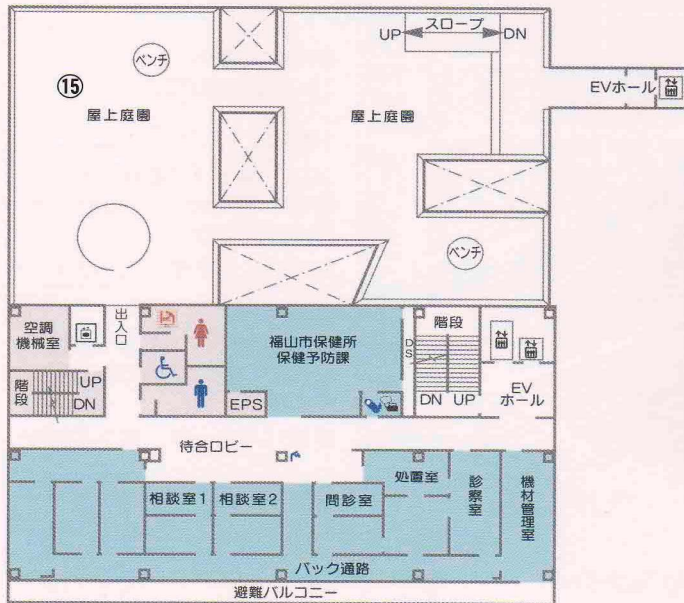 スロープ
UP DN
ベンチ
⑮
屋上庭園
屋上庭園
EVホール
ベンチ
空調
機械室
出入口
階段
UP
DN
福山市保健所
保健予防課
EPS
DS
階段
DN UP
EV
ホール
待合ロビー
相談室1
相談室2
問診室
処置室
診察室
機材管理室
バック通路
避難バルコニー